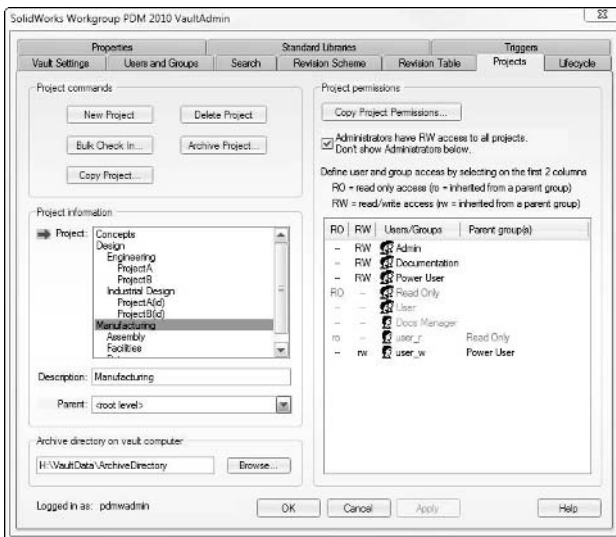 SolidWorks Workgroup PDM 2010 VaultAdmin
Properties Standard Libraries Triggers
Vault Settings Users and Groups Search Revision Scheme Revision Table Projects Lifecycle
Project commands
New Project Delete Project
Bulk Check In... Archive Project...
Copy Project...
Project information
Project: Concepts
Design
Engineering
ProjectA
ProjectB
Industrial Design
ProjectA(id)
ProjectB(id)
Manufacturing
Assembly
Facilities
Description: Manufacturing
Parent: <root level>
Archive directory on vault computer
H:\VaultData\ArchiveDirectory Browse...
Project permissions
Copy Project Permissions...
Administrators have RW access to all projects.
Don't show Administrators below.
Define user and group access by selecting on the first 2 columns
RO = read only access (ro = inherited from a parent group)
RW = read/write access (rw = inherited from a parent group)
RO RW Users/Groups Parent group(s)
-- RW Admin
-- RW Documentation
-- RW Power User
RO -- Read Only
-- -- User
-- -- Docs Manager
ro -- user_r Read Only
-- rw user_w Power User
Logged in as: pdmwadmin OK Cancel Apply Help